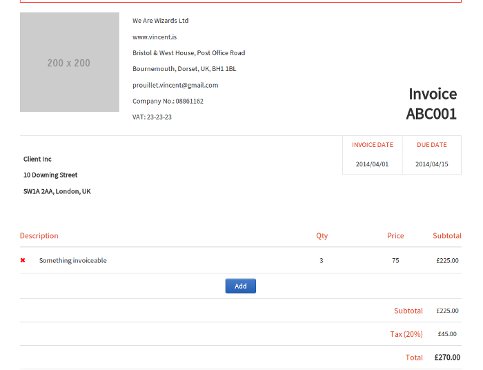 200 x 200
We Are Wizards Ltd
www.vincent.is
Bristol & West House, Post Office Road
Bournemouth, Dorset, UK, BH1 1BL
prouillet.vincent@gmail.com
Company No.: 08861162
VAT: 23-23-23
Invoice
ABC001
INVOICE DATE DUE DATE
2014/04/01 2014/04/15
Client Inc
10 Downing Street
SW1A 2AA, London, UK
Description Qty Price Subtotal
Something invoiceable 3 75 £225.00
Add
Subtotal £225.00
Tax (20%) £45.00
Total £270.00